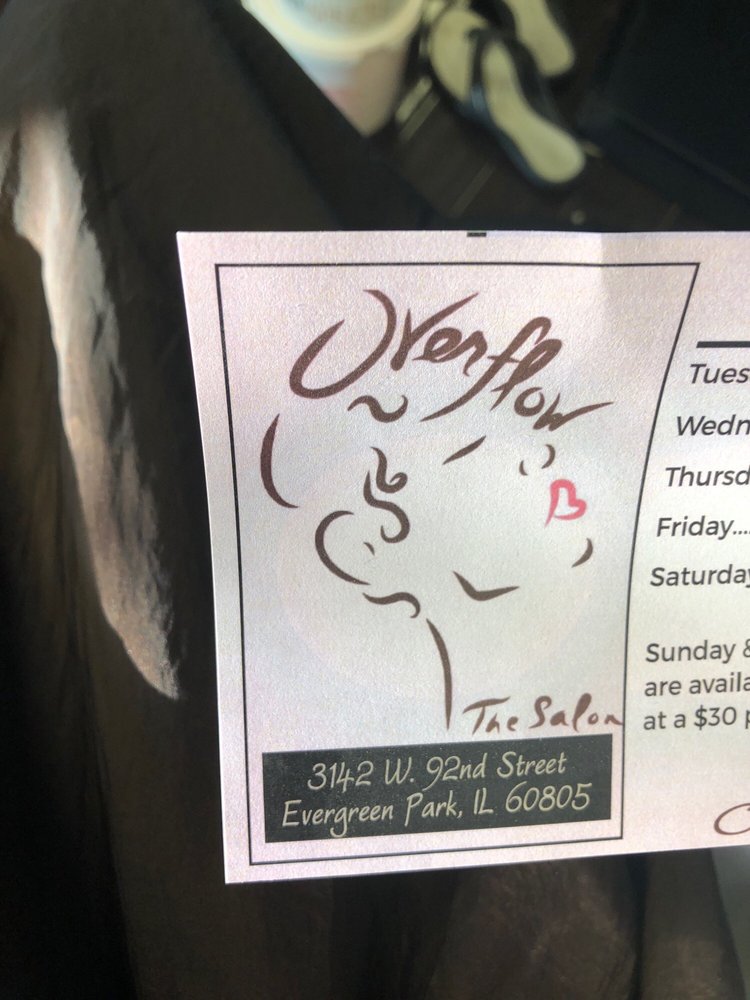 Overflow
The Salon
3142 W. 92nd Street
Evergreen Park, IL 60805
Tues
Wedn
Thursd
Friday....
Saturday
Sunday &
are availa
at a $30 p